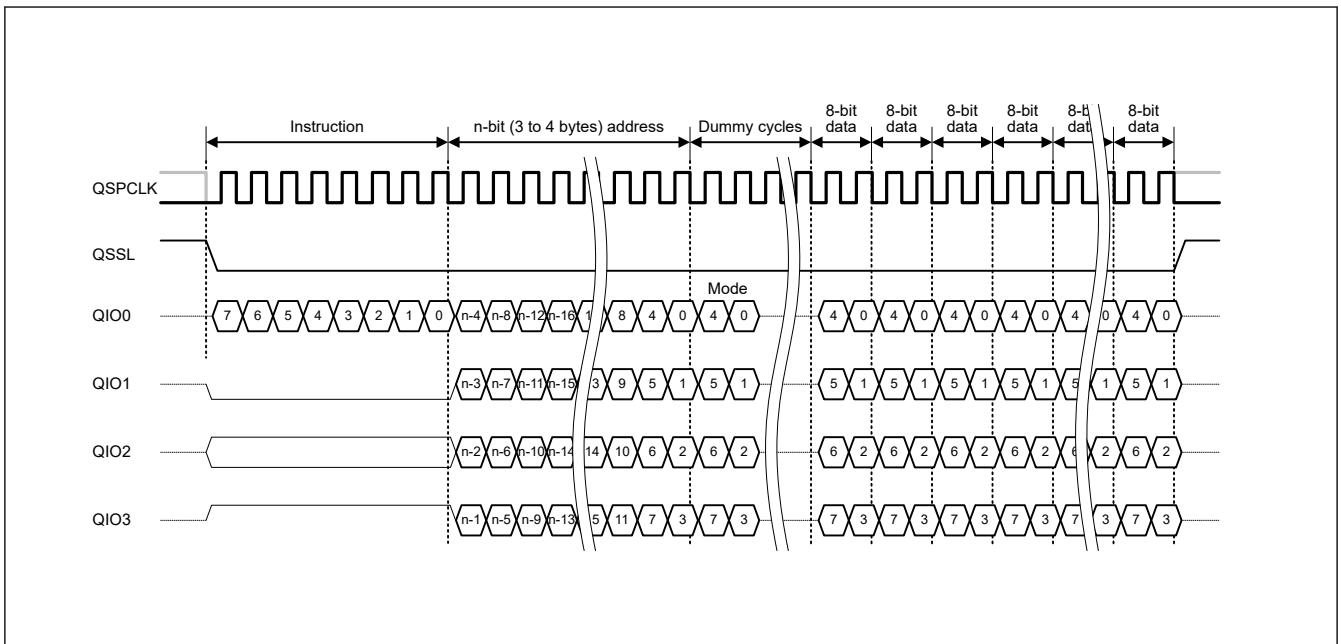 8-bit data 8-bit data 8-bit data 8-bit data 8-bit data 8-bit data
Instruction n-bit (3 to 4 bytes) address Dummy cycles
QSPCLK
QSSL
Mode
QIO0 7 6 5 4 3 2 1 0 n-4 n-8 n-12 n-16 8 4 0 4 0 4 0 4 0 4 0 4 0 4 0 4 0
QIO1 n-3 n-7 n-11 n-15 9 5 1 5 1 5 1 5 1 5 1 5 1 5 1 5 1
QIO2 n-2 n-6 n-10 n-14 14 10 6 2 6 2 6 2 6 2 6 2 6 2 6 2 6 2
QIO3 n-1 n-5 n-9 n-13 11 7 3 7 3 7 3 7 3 7 3 7 3 7 3 7 3